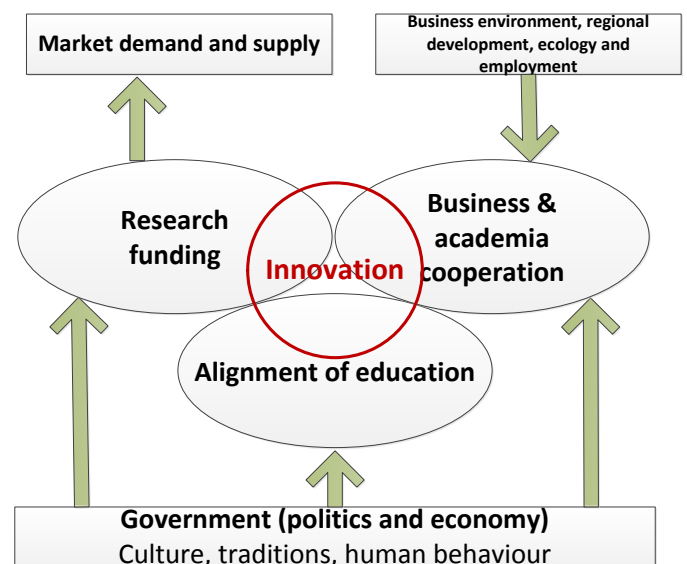 Market demand and supply
Business environment, regional
development, ecology and
employment
Research
funding
Business &
academia
cooperation
Innovation
Alignment of education
Government (politics and economy)
Culture, traditions, human behaviour